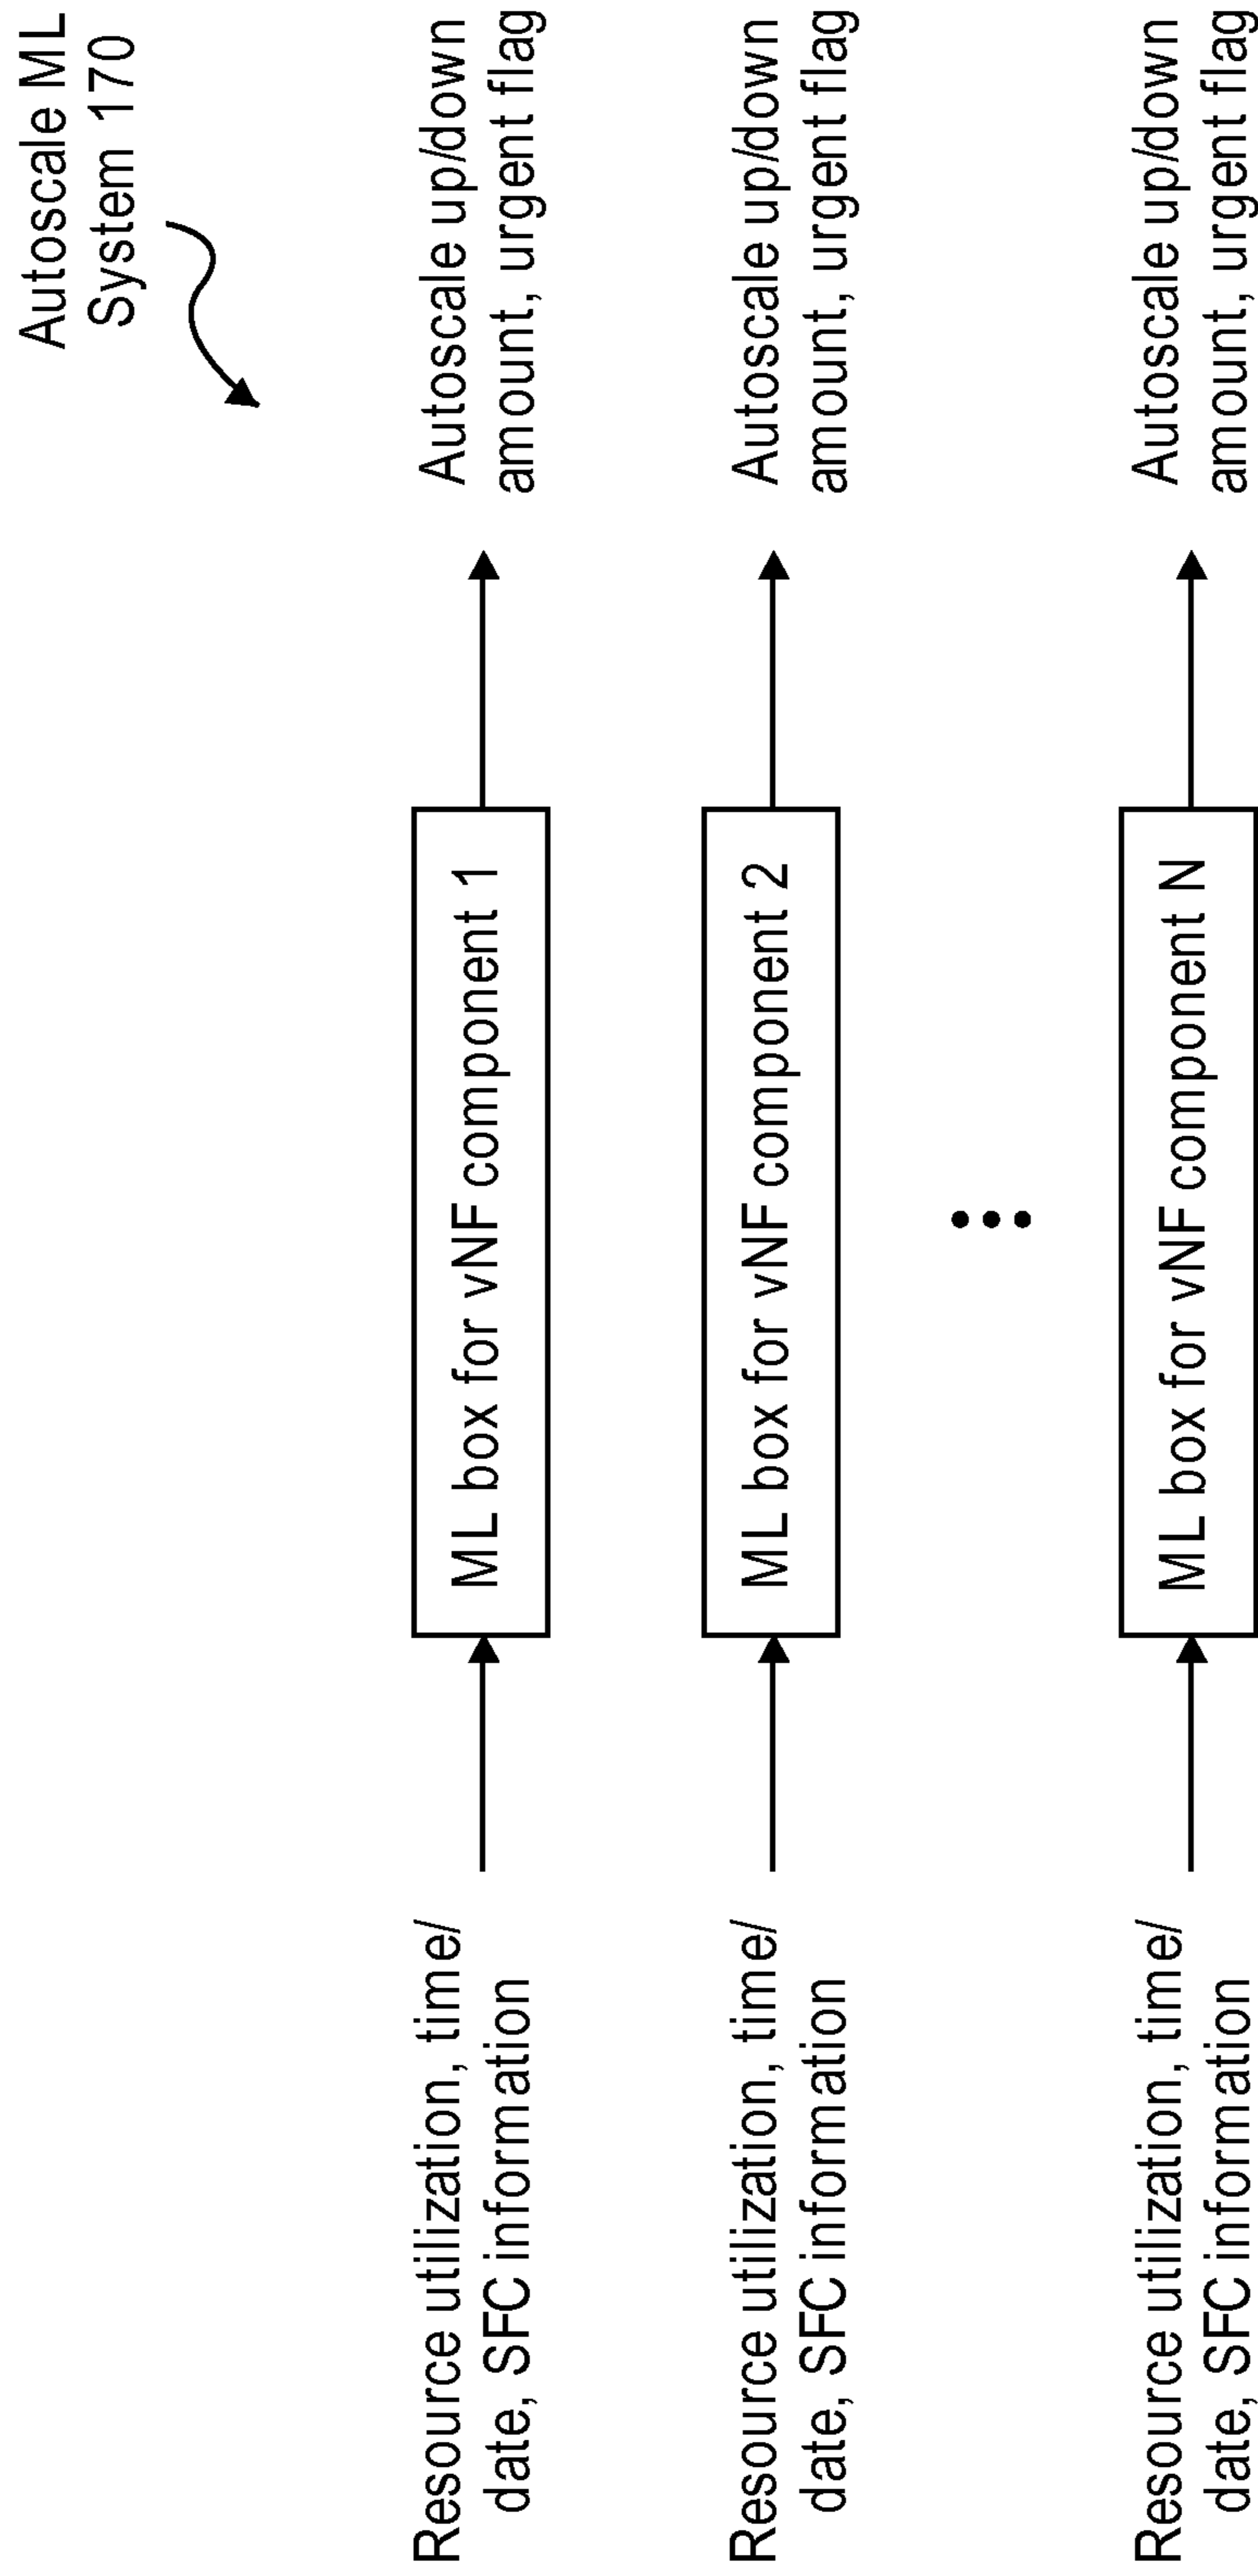 Autoscale ML
System 170
Resource utilization, time/
date, SFC information
ML box for vNF component 1
Autoscale up/down
amount, urgent flag
Resource utilization, time/
date, SFC information
ML box for vNF component 2
Autoscale up/down
amount, urgent flag
Resource utilization, time/
date, SFC information
ML box for vNF component N
Autoscale up/down
amount, urgent flag